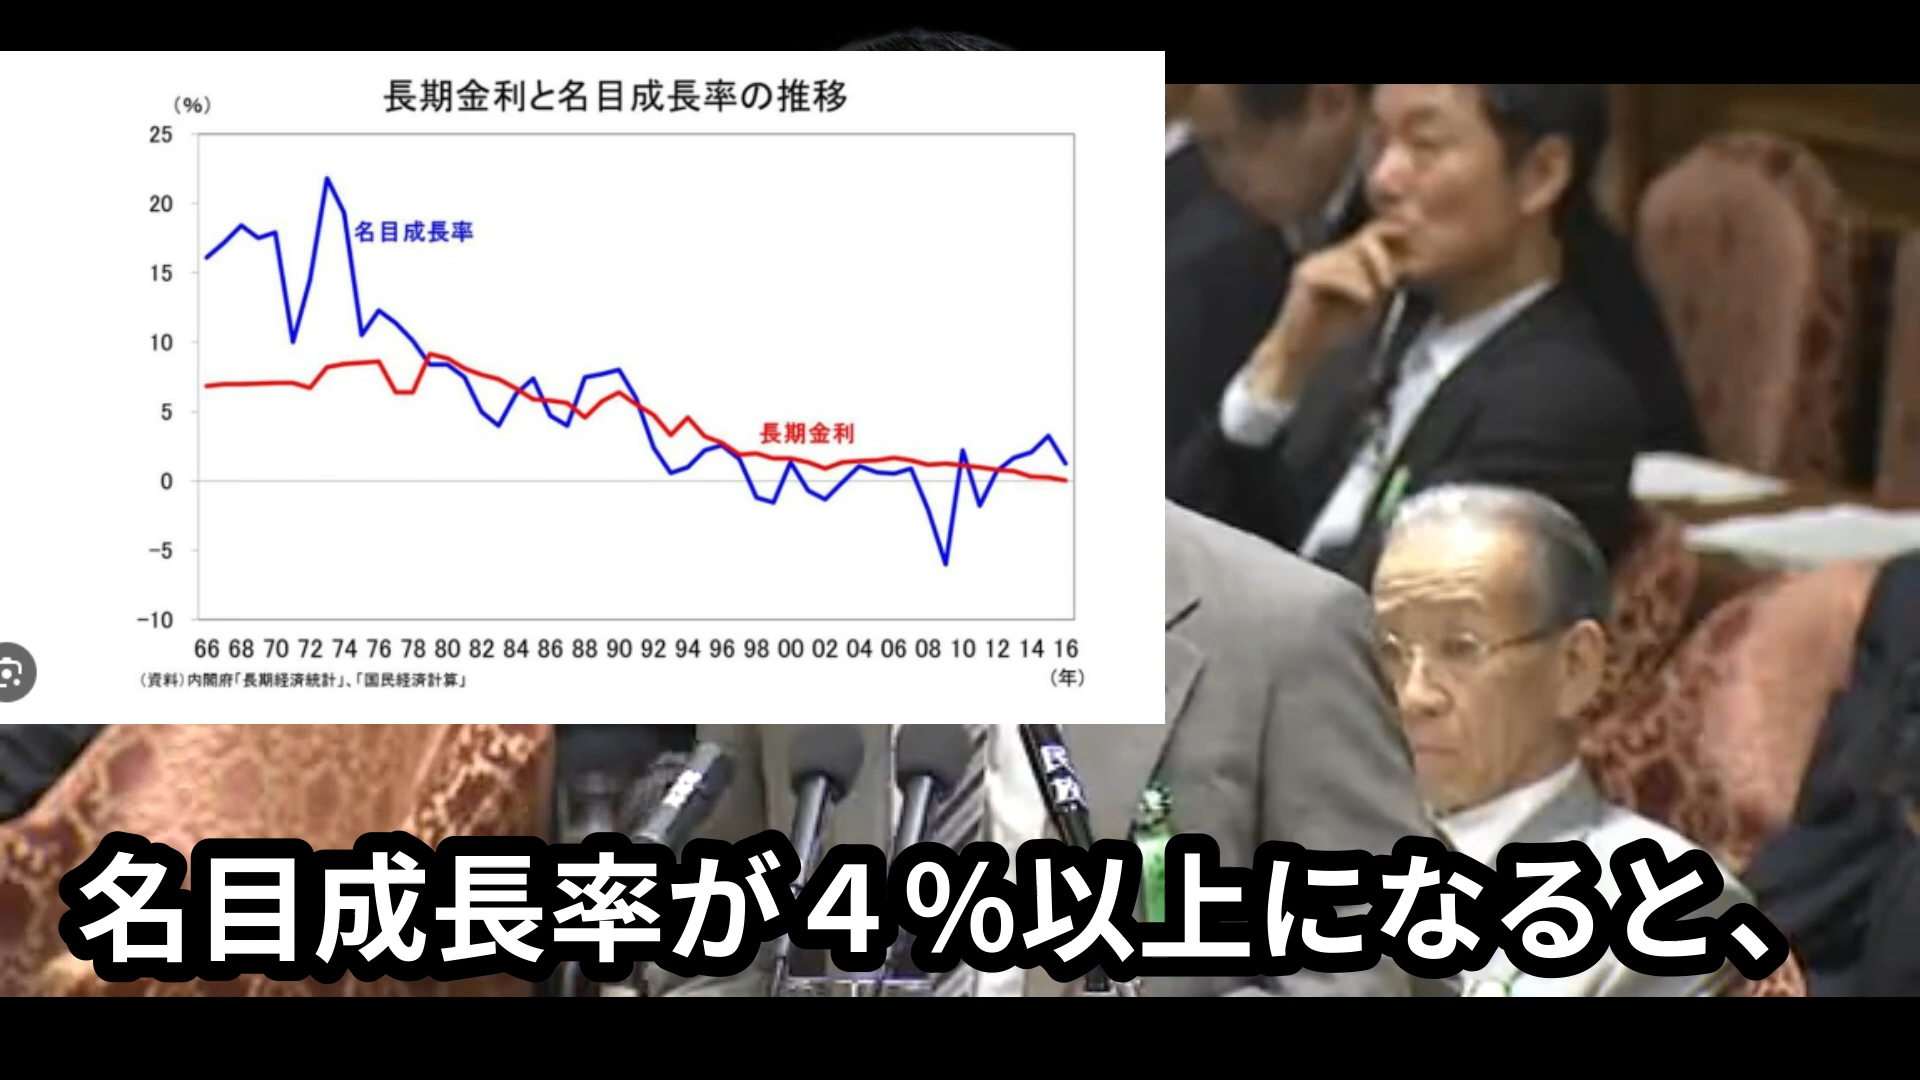 長期金利と名目成長率の推移
（%）
25
20
15
10
5
0
−5
−10
名目成長率
長期金利
66 68 70 72 74 76 78 80 82 84 86 88 90 92 94 96 98 00 02 04 06 08 10 12 14 16
（年）
（資料）内閣府「長期経済統計」、「国民経済計算」
名目成長率が４％以上になると、